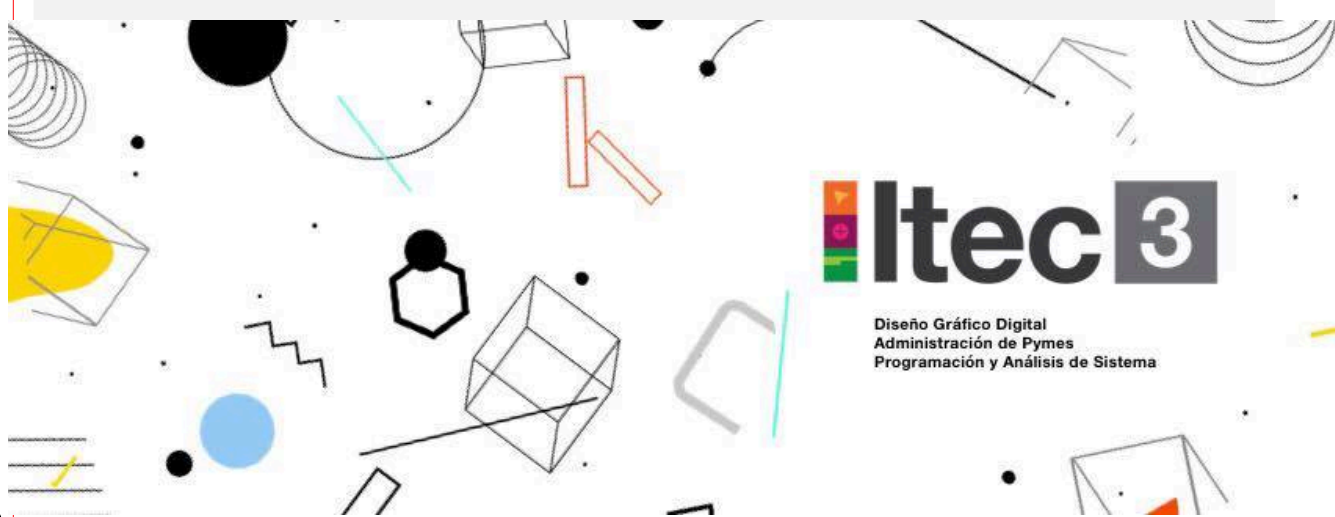 Itec 3
Diseño Gráfico Digital
Administración de Pymes
Programación y Análisis de Sistema